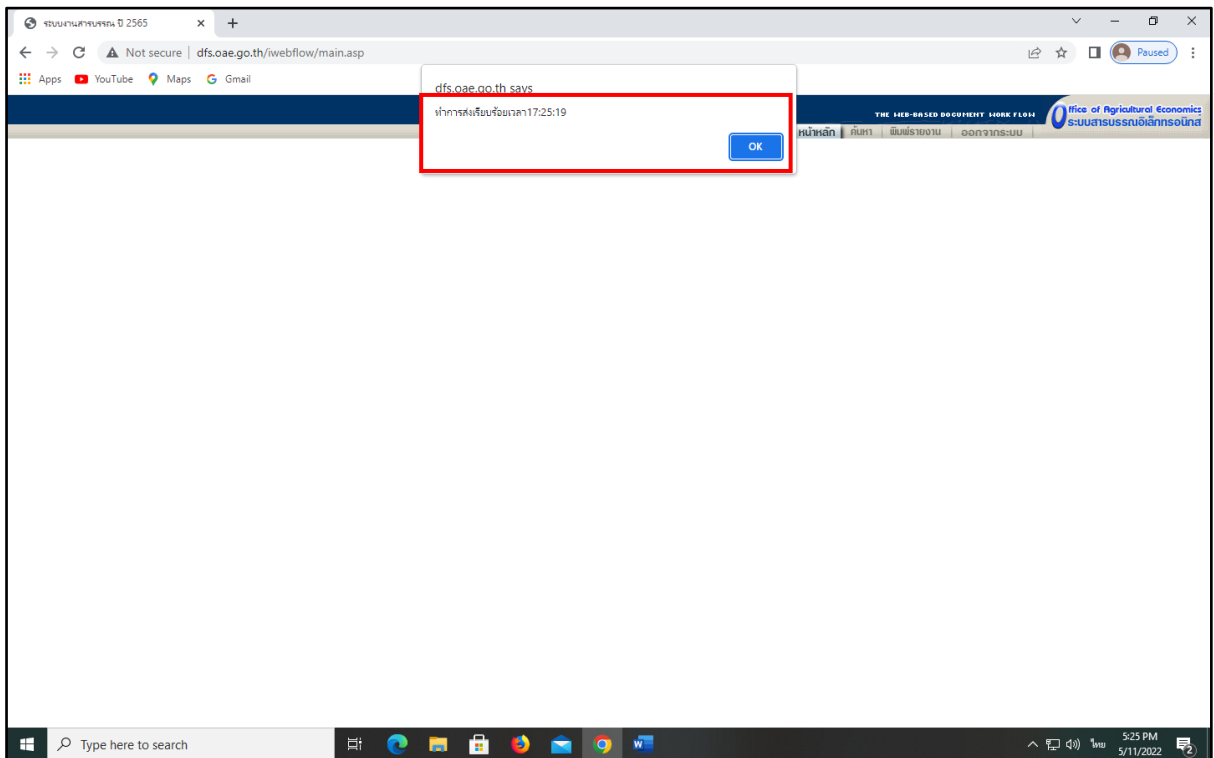 ระบบงานสารบรรณ ปี 2565
Not secure | dfs.oae.go.th/iwebflow/main.asp
Paused
Apps YouTube Maps Gmail
dfs.oae.go.th says
ทำการส่งเรียบร้อยเวลา17:25:19
OK
THE WEB-BASED DOCUMENT WORK FLOW
Office of Agricultural Economics
ระบบสารบรรณอิเล็กทรอนิกส์
หน้าหลัก ค้นหา พิมพ์รายงาน ออกจากระบบ
Type here to search
ไทย
5:25 PM
5/11/2022
2